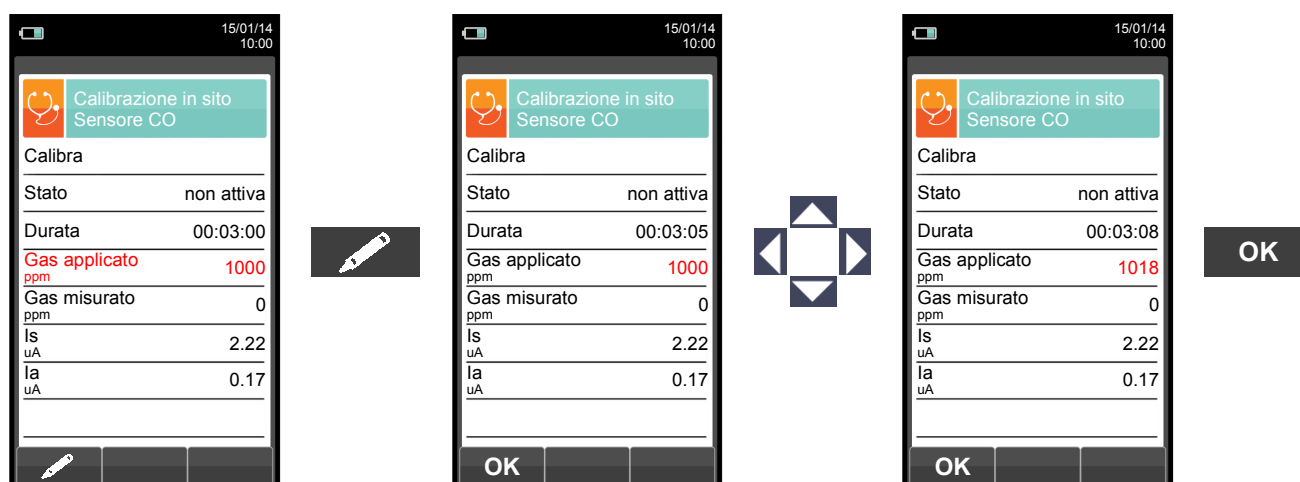 15/01/14
10:00
Calibrazione in sito
Sensore CO
Calibra
Stato non attiva
Durata 00:03:00
Gas applicato 1000
ppm
Gas misurato 0
ppm
Is 2.22
uA
Ia 0.17
uA
15/01/14
10:00
Calibrazione in sito
Sensore CO
Calibra
Stato non attiva
Durata 00:03:05
Gas applicato 1000
ppm
Gas misurato 0
ppm
Is 2.22
uA
Ia 0.17
uA
OK
15/01/14
10:00
Calibrazione in sito
Sensore CO
Calibra
Stato non attiva
Durata 00:03:08
Gas applicato 1018
ppm
Gas misurato 0
ppm
Is 2.22
uA
Ia 0.17
uA
OK
OK